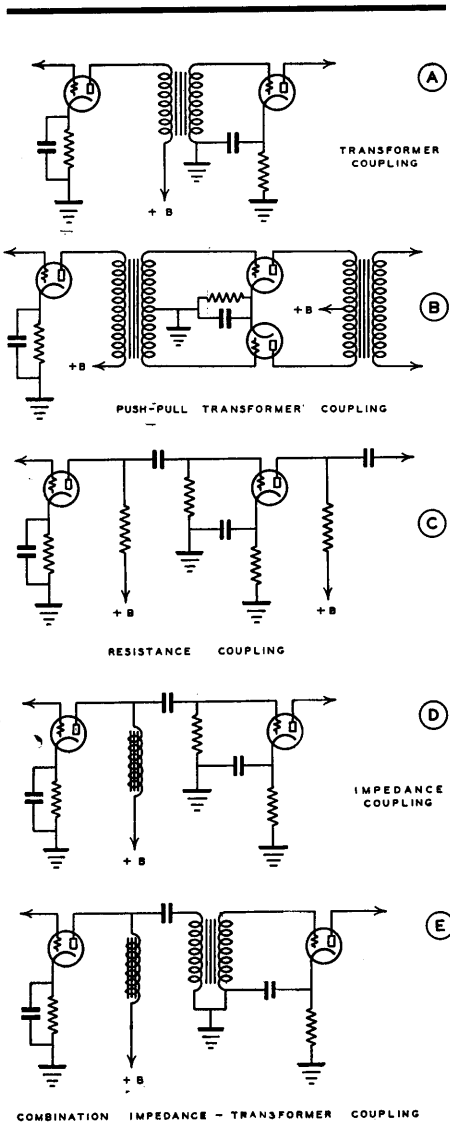 A
TRANSFORMER
COUPLING
+ B
B
+B
+B
PUSH-PULL TRANSFORMER COUPLING
C
+ B
+ B
RESISTANCE COUPLING
D
IMPEDANCE
COUPLING
+ B
E
+ B
COMBINATION IMPEDANCE - TRANSFORMER COUPLING